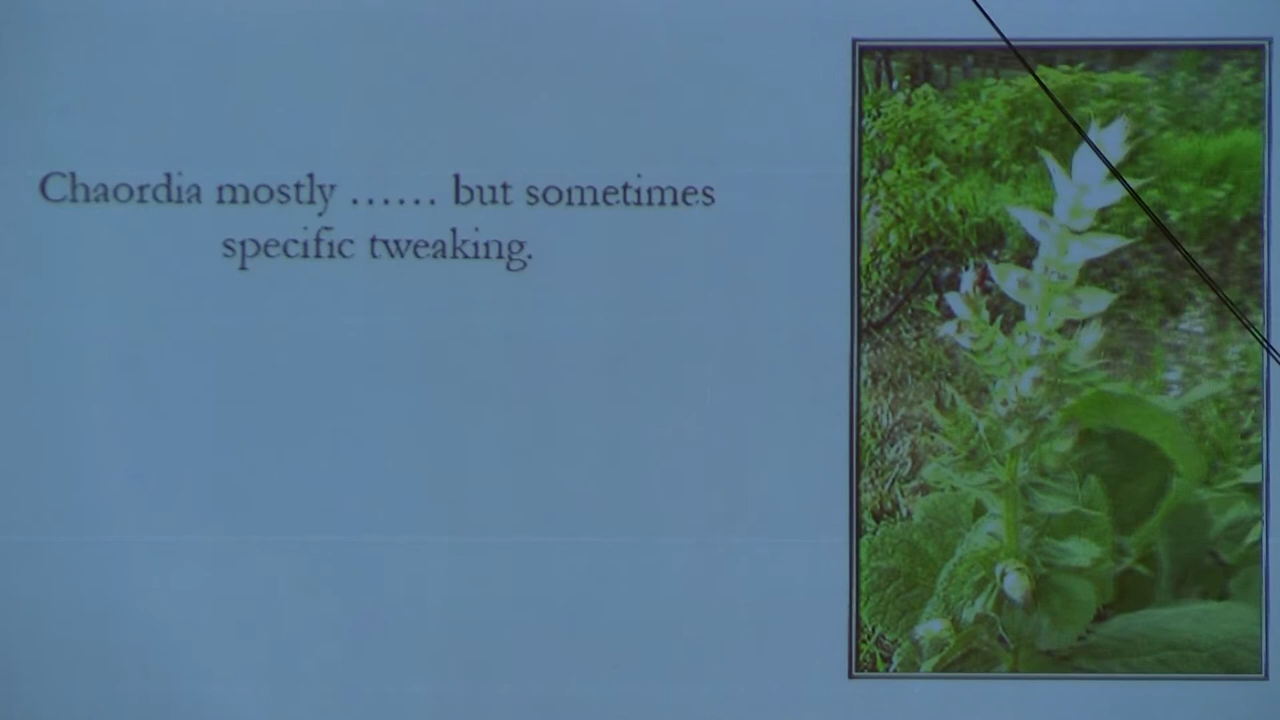 Chaordia mostly ...... but sometimes
specific tweaking.